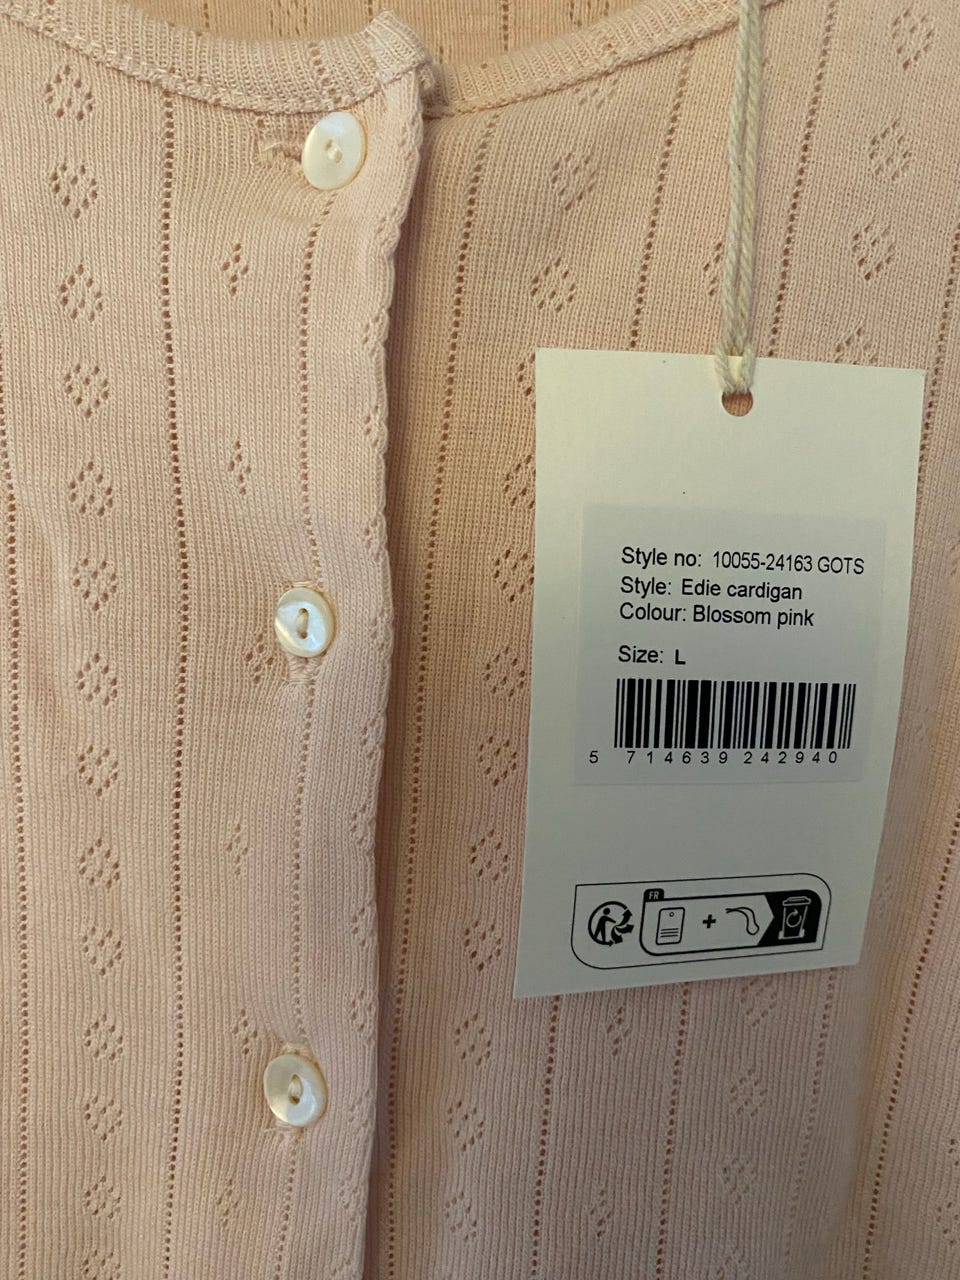 Style no: 10055-24163 GOTS
Style: Edie cardigan
Colour: Blossom pink
Size: L
5 714639 242940
FR
+